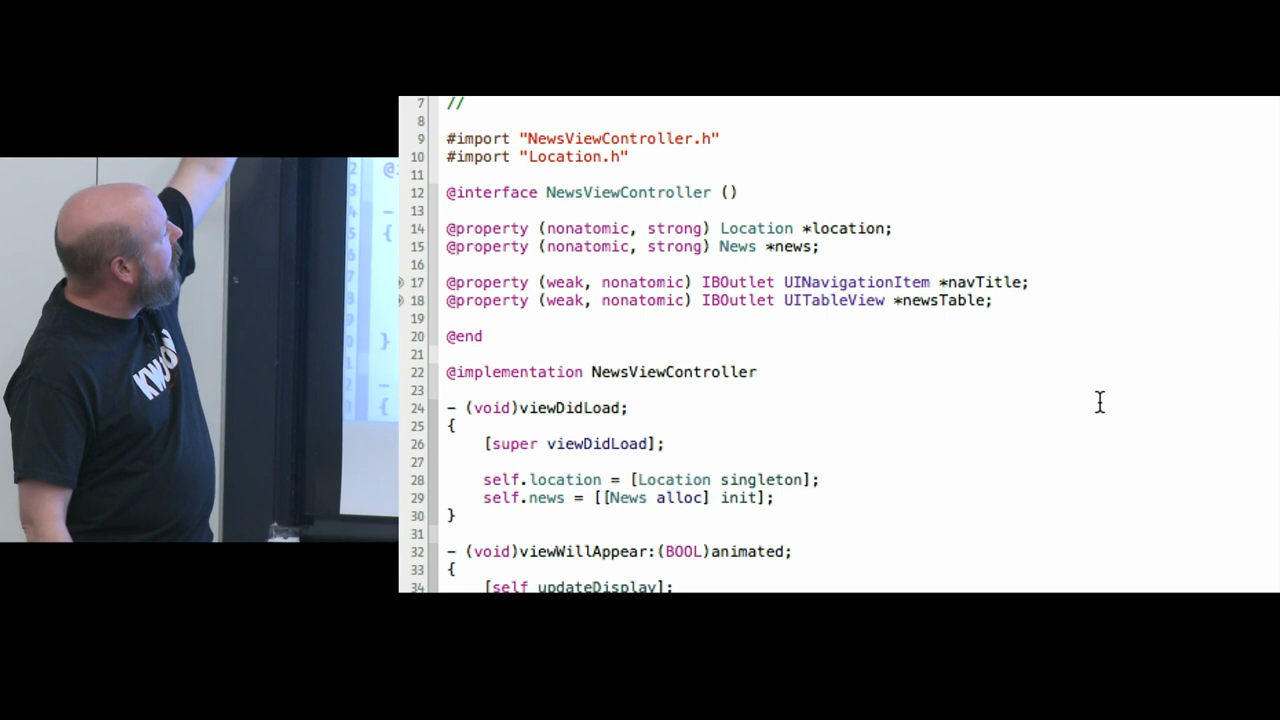 7 //
8
9 #import "NewsViewController.h"
10 #import "Location.h"
11
12 @interface NewsViewController ()
13
14 @property (nonatomic, strong) Location *location;
15 @property (nonatomic, strong) News *news;
16
17 @property (weak, nonatomic) IBOutlet UINavigationItem *navTitle;
18 @property (weak, nonatomic) IBOutlet UITableView *newsTable;
19
20 @end
21
22 @implementation NewsViewController
23
24 - (void)viewDidLoad;
25 {
26 [super viewDidLoad];
27
28 self.location = [Location singleton];
29 self.news = [[News alloc] init];
30 }
31
32 - (void)viewWillAppear:(BOOL)animated;
33 {
34 [self updateDisplay];